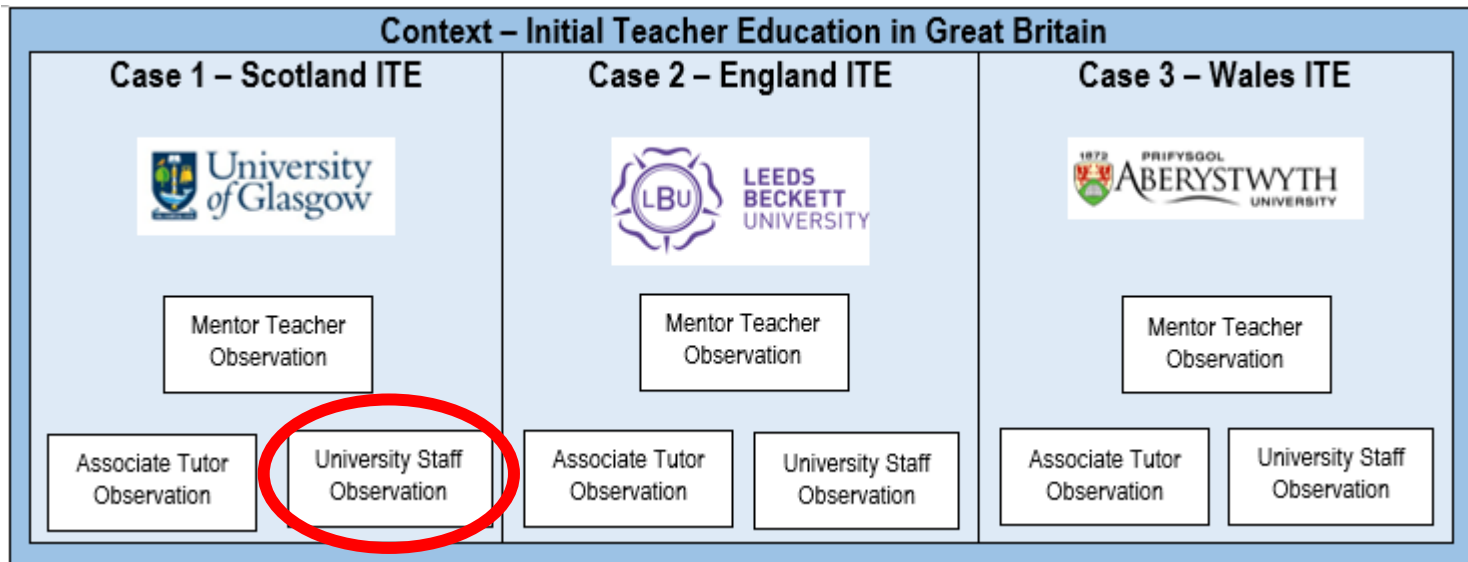 Context – Initial Teacher Education in Great Britain
Case 1 – Scotland ITE
University
of Glasgow
Mentor Teacher
Observation
Associate Tutor
Observation
University Staff
Observation
Case 2 – England ITE
LBU
LEEDS
BECKETT
UNIVERSITY
Mentor Teacher
Observation
Associate Tutor
Observation
University Staff
Observation
Case 3 – Wales ITE
1872
PRIFYSGOL
ABERYSTWYTH
UNIVERSITY
Mentor Teacher
Observation
Associate Tutor
Observation
University Staff
Observation